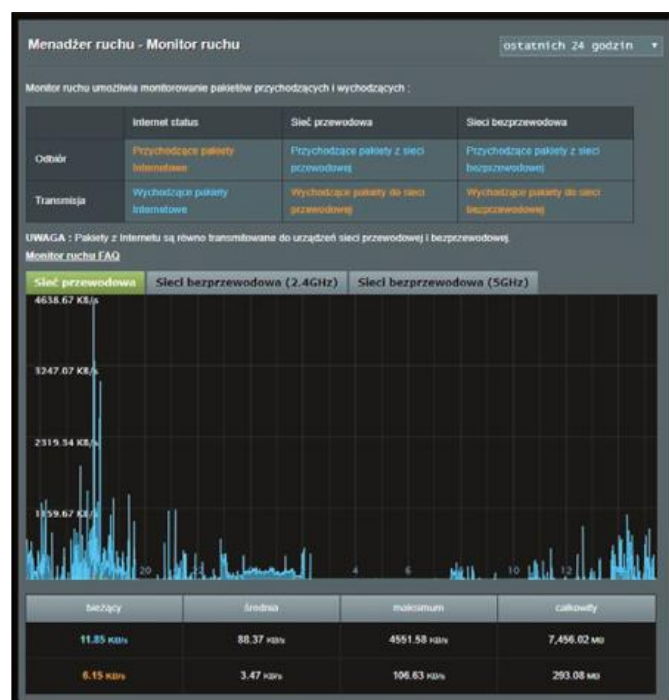 Menadżer ruchu - Monitor ruchu
ostatnich 24 godzin
Monitor ruchu umożliwia monitorowanie pakietów przychodzących i wychodzących :
Internet status Sieć przewodowa Sieci bezprzewodowa
Odbiór Przychodzące pakiety Internetowe Przychodzące pakiety z sieci przewodowej Przychodzące pakiety z sieci bezprzewodowej
Transmisja Wychodzące pakiety Internetowe Wychodzące pakiety do sieci przewodowej Wychodzące pakiety do sieci bezprzewodowej
UWAGA : Pakiety z Internetu są równo transmitowane do urządzeń sieci przewodowej i bezprzewodowej.
Monitor ruchu FAQ
Sieć przewodowa Sieci bezprzewodowa (2.4GHz) Sieci bezprzewodowa (5GHz)
4638.67 KB/s
3247.07 KB/s
2319.34 KB/s
1159.67 KB/s
20 22 4 6 10 12
bieżący średnia maksimum całkowity
11.85 KB/s 88.37 KB/s 4551.58 KB/s 7,456.02 MB
6.15 KB/s 3.47 KB/s 106.63 KB/s 293.08 MB